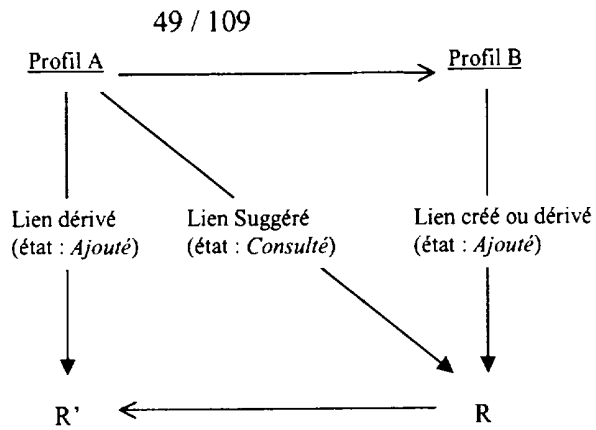 49 / 109
Profil A
Profil B
Lien dérivé
(état : Ajouté)
Lien Suggéré
(état : Consulté)
Lien créé ou dérivé
(état : Ajouté)
R'
R